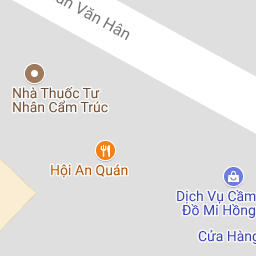 Văn Hân
Nhà Thuốc Tư
Nhân Cẩm Trúc
Hội An Quán
Dịch Vụ Cầm
Đồ Mi Hồng
Cửa Hàng